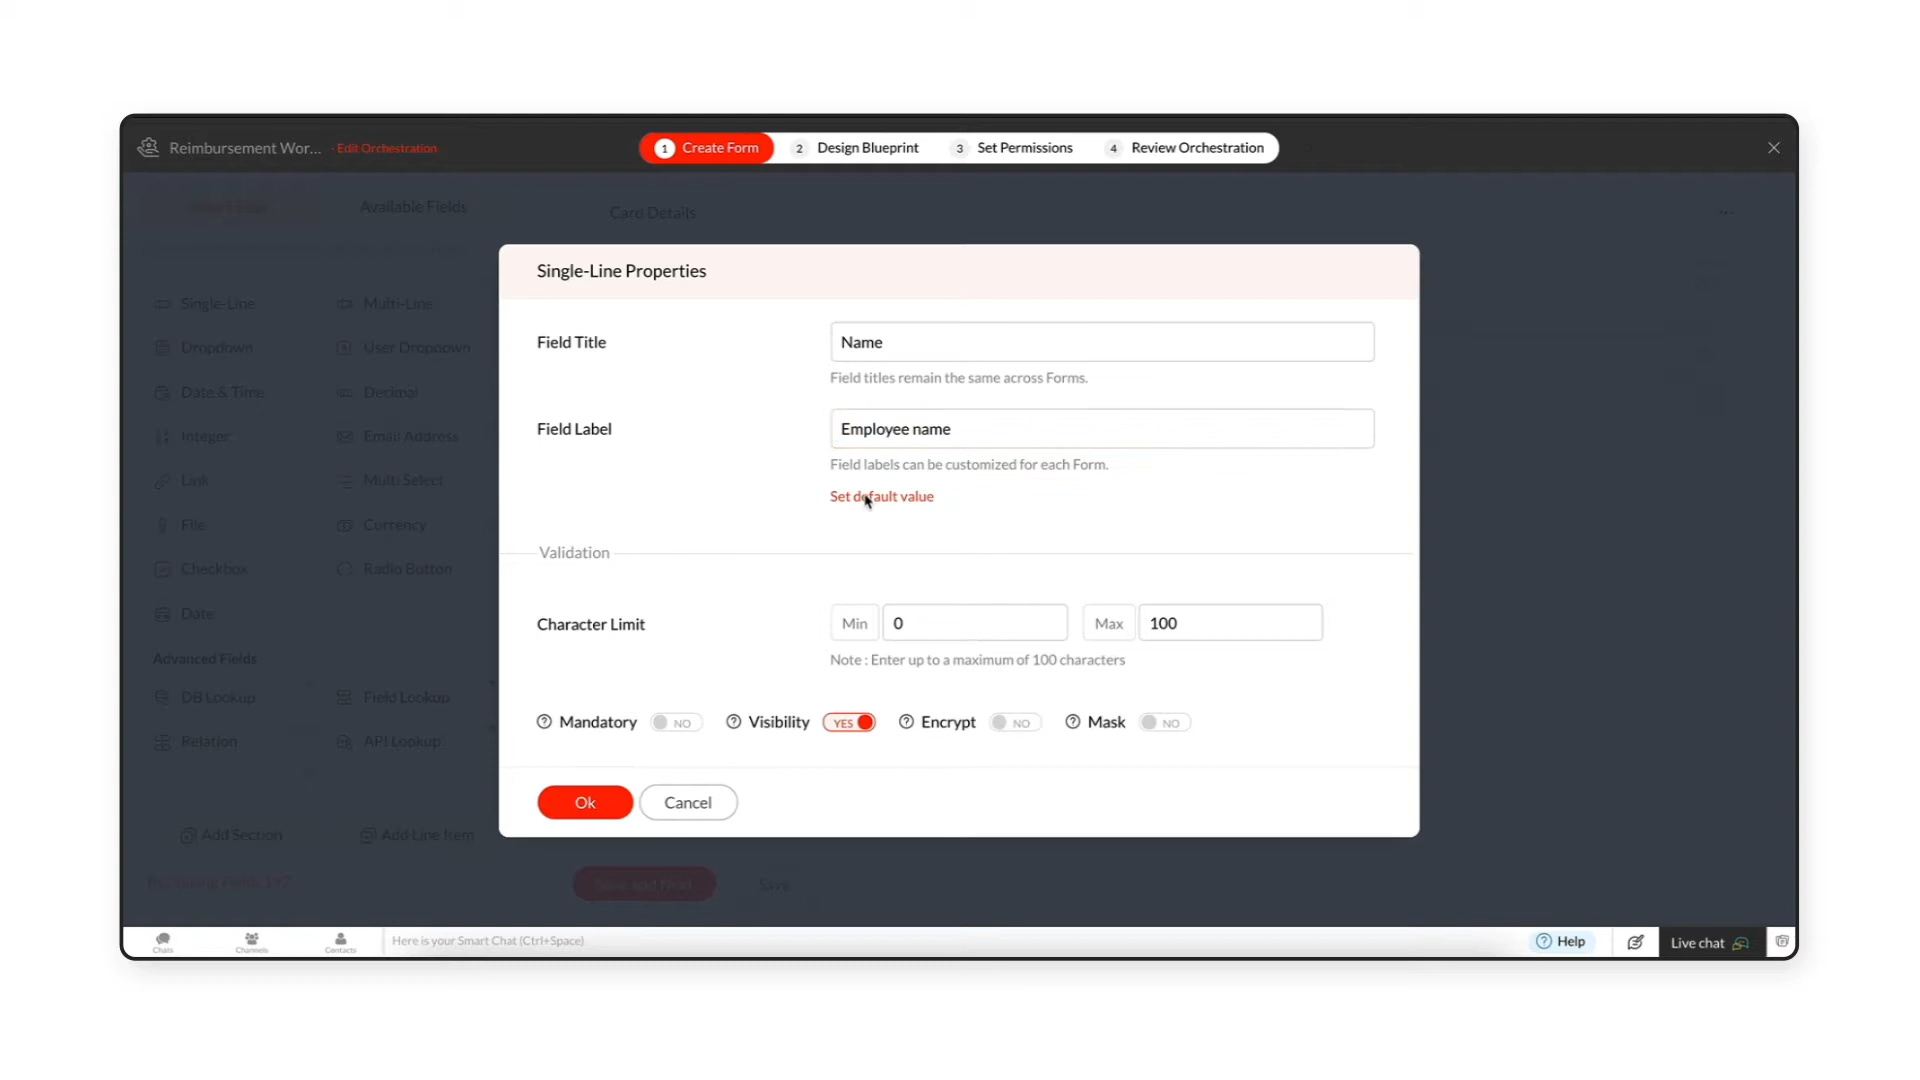 Reimbursement Wor... - Edit Orchestration
1 Create Form 2 Design Blueprint 3 Set Permissions 4 Review Orchestration
Available Fields
Card Details
Single-Line Properties
Single-Line Multi-Line
Dropdown User Dropdown
Date & Time Decimal
Integer Email Address
Link Multi Select
File Currency
Checkbox Radio Button
Date
Advanced Fields
DB Lookup Field Lookup
Relation API Lookup
Add Section Add Line Item
Field Title Name
Field titles remain the same across Forms.
Field Label Employee name
Field labels can be customized for each Form.
Set default value
Validation
Character Limit Min 0 Max 100
Note : Enter up to a maximum of 100 characters
Mandatory NO Visibility YES Encrypt NO Mask NO
Ok Cancel
Save and Next Save
Chats Channels Contacts Here is your Smart Chat (Ctrl+Space) Help Live chat